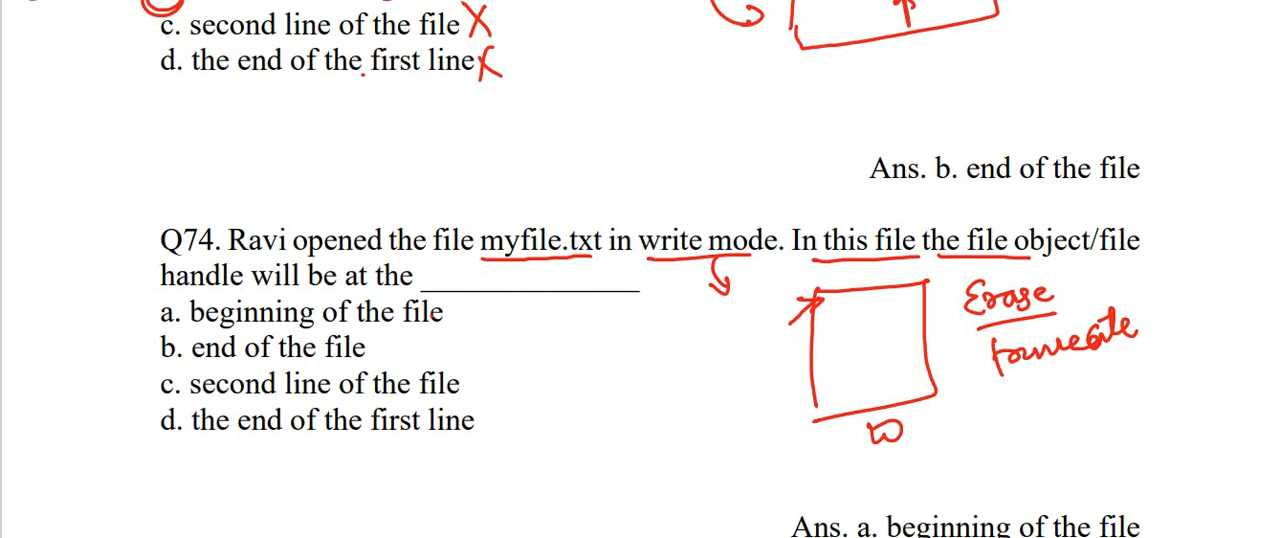 c. second line of the file X
d. the end of the first line X
Ans. b. end of the file
Q74. Ravi opened the file myfile.txt in write mode. In this file the file object/file
handle will be at the ______________
a. beginning of the file
Erase
b. end of the file
c. second line of the file
d. the end of the first line
w
Ans. a. beginning of the file